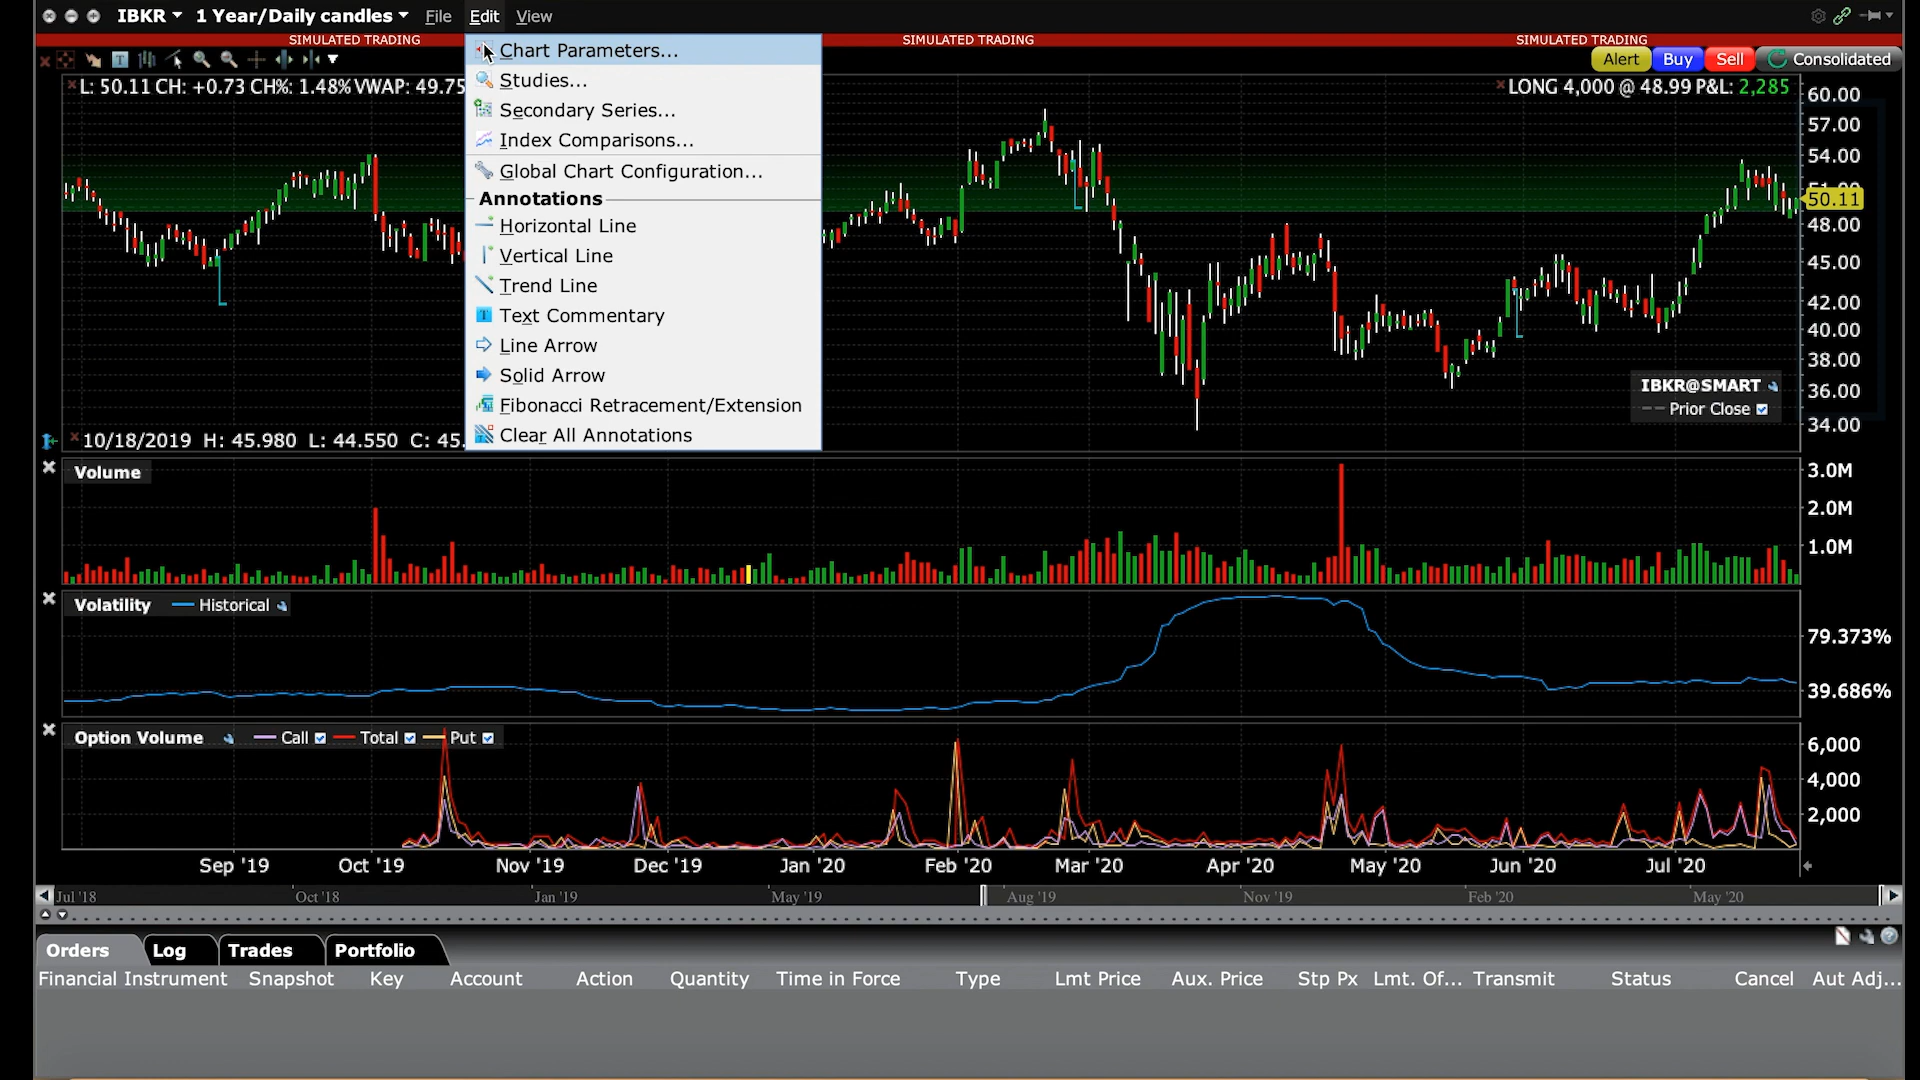 IBKR 1 Year/Daily candles File Edit View
SIMULATED TRADING SIMULATED TRADING SIMULATED TRADING
Alert Buy Sell Consolidated
L: 50.11 CH: +0.73 CH%: 1.48% VWAP: 49.75
LONG 4,000 @ 48.99 P&L: 2,285
Chart Parameters...
Studies...
Secondary Series...
Index Comparisons...
Global Chart Configuration...
Annotations
Horizontal Line
Vertical Line
Trend Line
Text Commentary
Line Arrow
Solid Arrow
Fibonacci Retracement/Extension
Clear All Annotations
60.00
57.00
54.00
50.11
48.00
45.00
42.00
40.00
38.00
36.00
34.00
IBKR@SMART
Prior Close
10/18/2019 H: 45.980 L: 44.550 C: 45.
Volume
3.0M
2.0M
1.0M
Volatility Historical
79.373%
39.686%
Option Volume Call Total Put
6,000
4,000
2,000
Sep '19 Oct '19 Nov '19 Dec '19 Jan '20 Feb '20 Mar '20 Apr '20 May '20 Jun '20 Jul '20
Jul '18 Oct '18 Jan '19 May '19 Aug '19 Nov '19 Feb '20 May '20
Orders Log Trades Portfolio
Financial Instrument Snapshot Key Account Action Quantity Time in Force Type Lmt Price Aux. Price Stp Px Lmt. Of... Transmit Status Cancel Aut Adj...